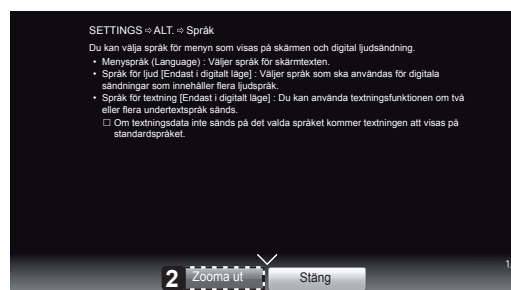 SETTINGS ⇨ ALT. ⇨ Språk
Du kan välja språk för menyn som visas på skärmen och digital ljudsändning.
• Menyspråk (Language) : Väljer språk för skärmtexten.
• Språk för ljud [Endast i digitalt läge] : Väljer språk som ska användas för digitala
sändningar som innehåller flera ljudspråk.
• Språk för textning [Endast i digitalt läge] : Du kan använda textningsfunktionen om två
eller flera undertextspråk sänds.
☐ Om textningsdata inte sänds på det valda språket kommer textningen att visas på
standardspråket.
2 Zooma ut Stäng